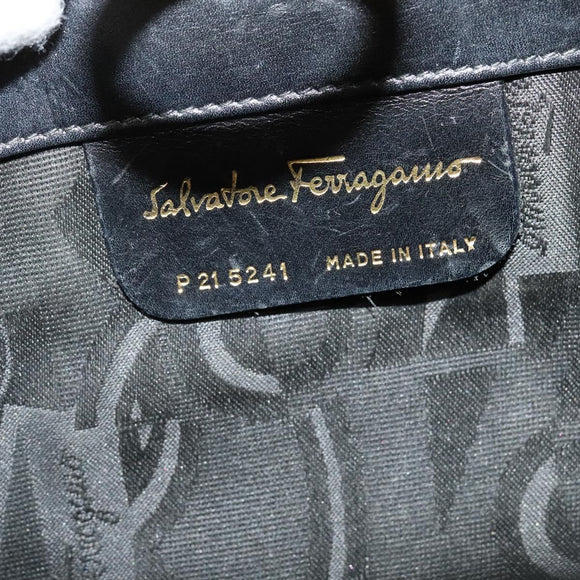 Salvatore Ferragamo
P 21 5241 MADE IN ITALY